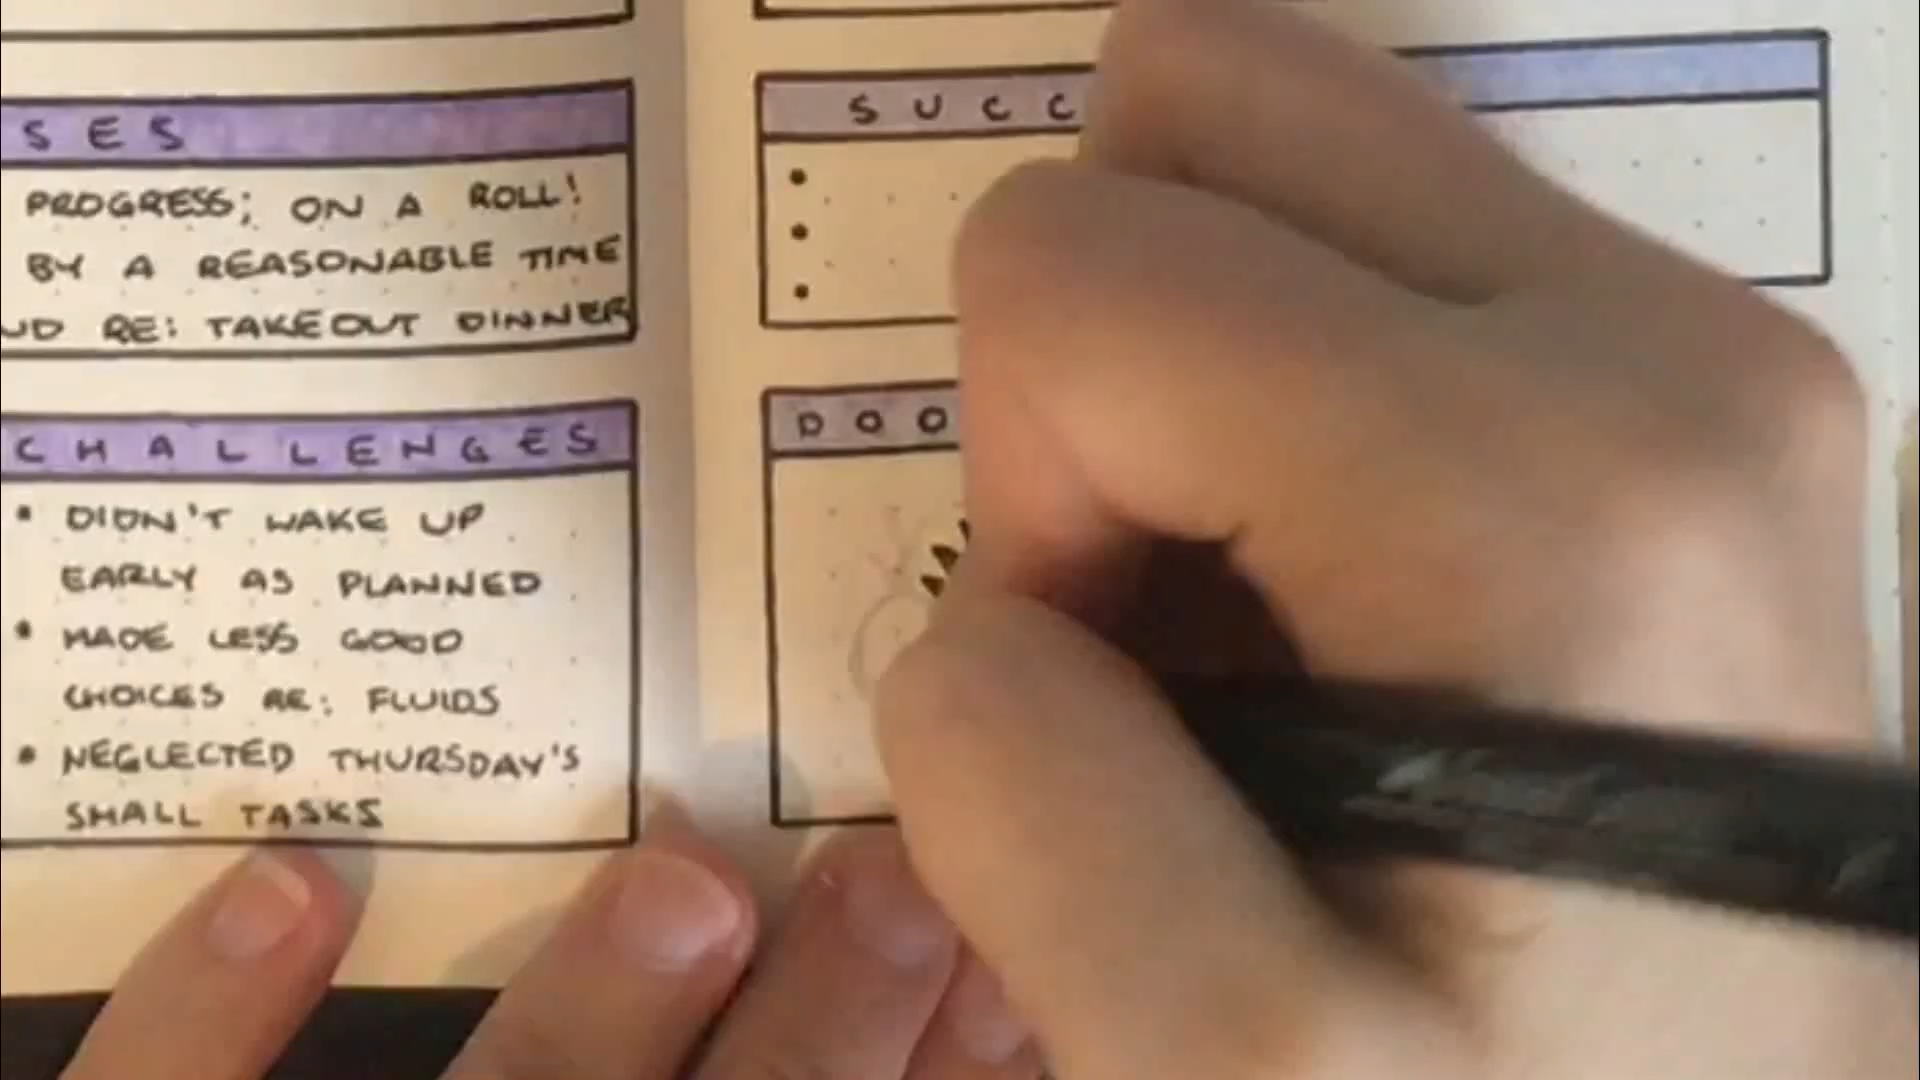 SES
PROGRESS; ON A ROLL!
BY A REASONABLE TIME
RE: TAKEOUT DINNER
CHALLENGES
• DIDN'T WAKE UP
EARLY AS PLANNED
• MADE LESS GOOD
CHOICES RE: FLUIDS
• NEGLECTED THURSDAY'S
SMALL TASKS
SUCC
DOO